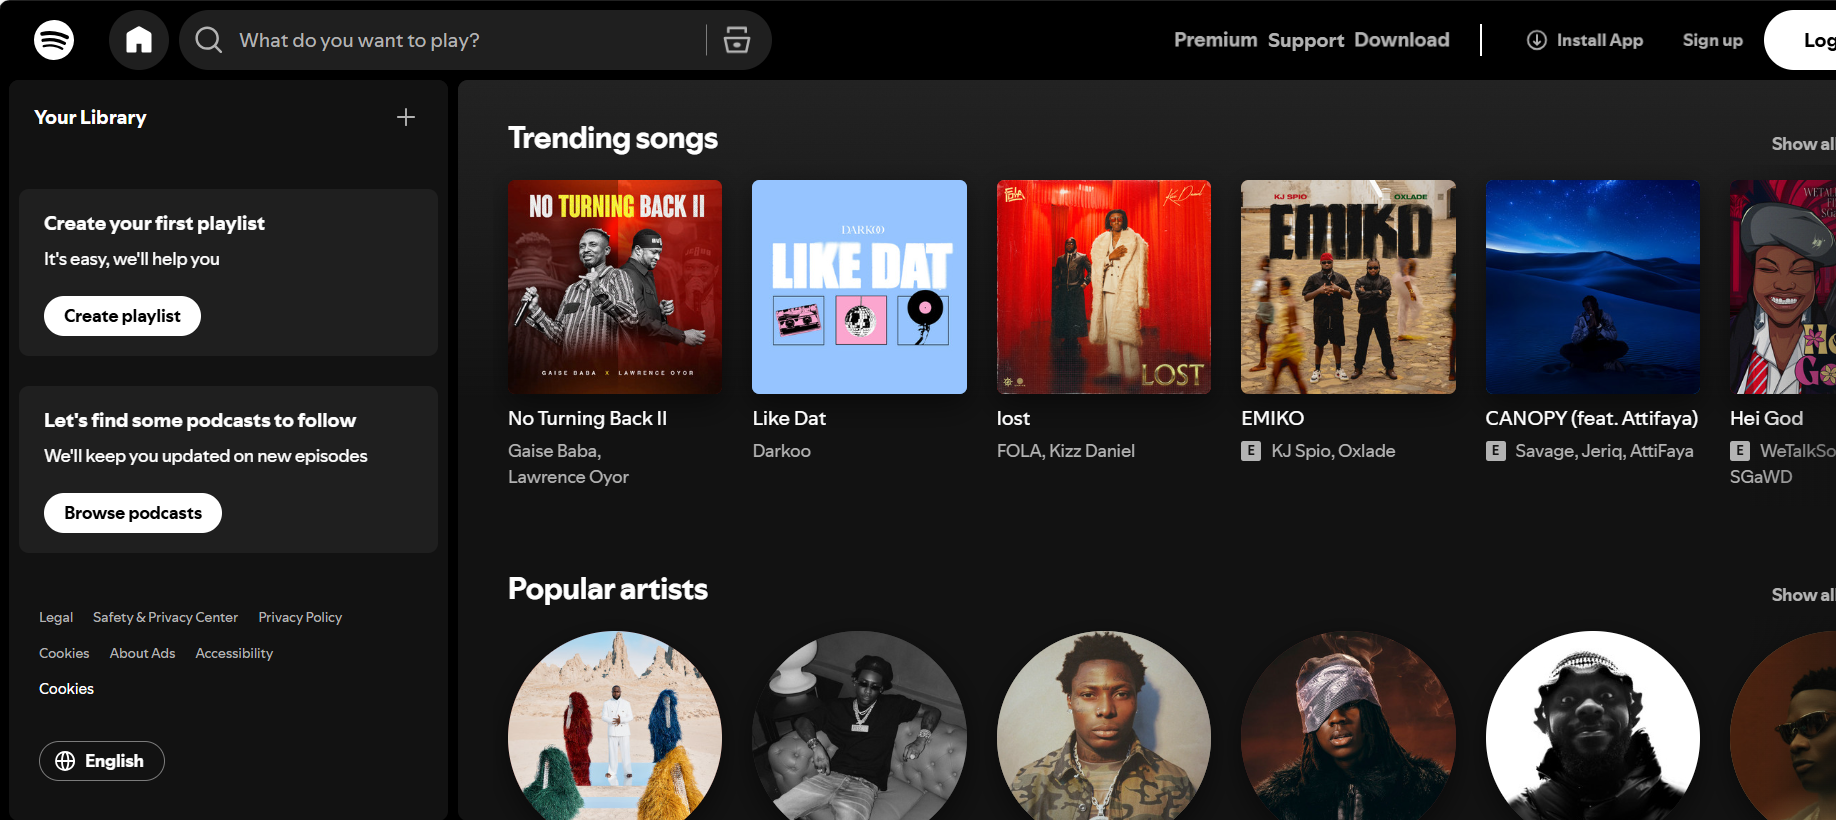 What do you want to play?
Premium Support Download
Install App
Sign up
Log
Your Library
Create your first playlist
It's easy, we'll help you
Create playlist
Let's find some podcasts to follow
We'll keep you updated on new episodes
Browse podcasts
Legal Safety & Privacy Center Privacy Policy
Cookies About Ads Accessibility
Cookies
English
Trending songs
Show all
NO TURNING BACK II
GAISE BABA X LAWRENCE OYOR
No Turning Back II
Gaise Baba,
Lawrence Oyor
DARKOO
LIKE DAT
Like Dat
Darkoo
FOLA
Kizz Daniel
LOST
lost
FOLA, Kizz Daniel
KJ SPIO OXLADE
EMIKO
EMIKO
E KJ Spio, Oxlade
CANOPY (feat. Attifaya)
E Savage, Jeriq, AttiFaya
Hei God
E WeTalkSo
SGaWD
Popular artists
Show all